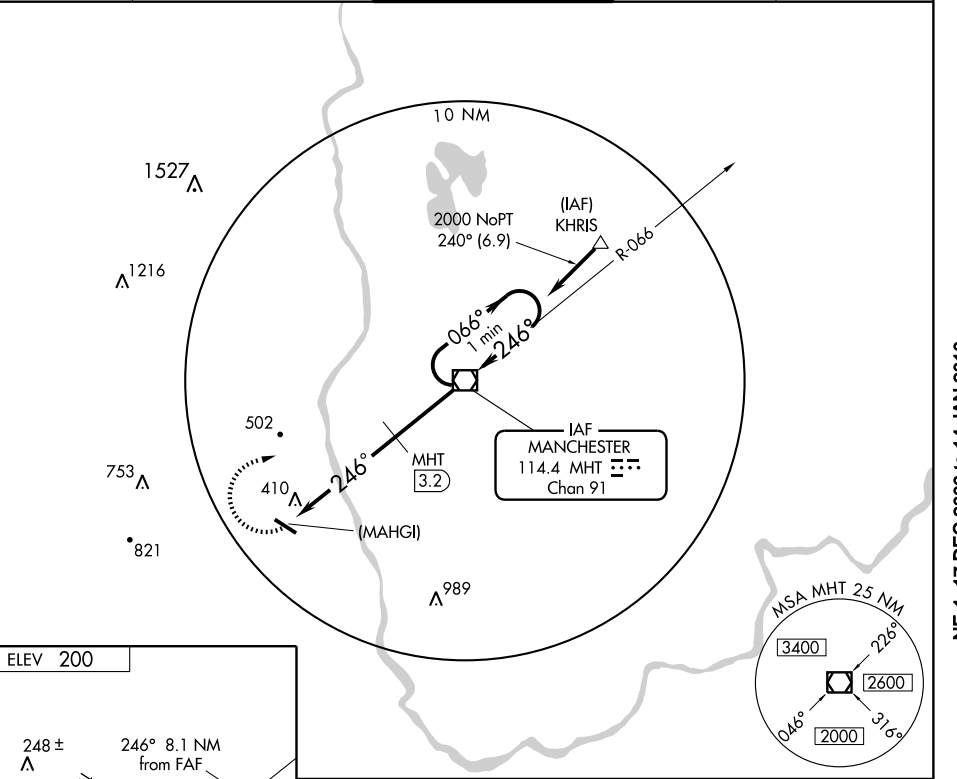 10 NM
1527
(IAF)
KHRIS
2000 NoPT
240° (6.9)
R-066
1216
066°
1 min
246°
502
IAF
MANCHESTER
114.4 MHT
Chan 91
MHT
3.2
753
410
246°
(MAHGI)
821
989
MSA MHT 25 NM
3400
226°
2600
046°
316°
2000
ELEV 200
248 ±
246° 8.1 NM
from FAF